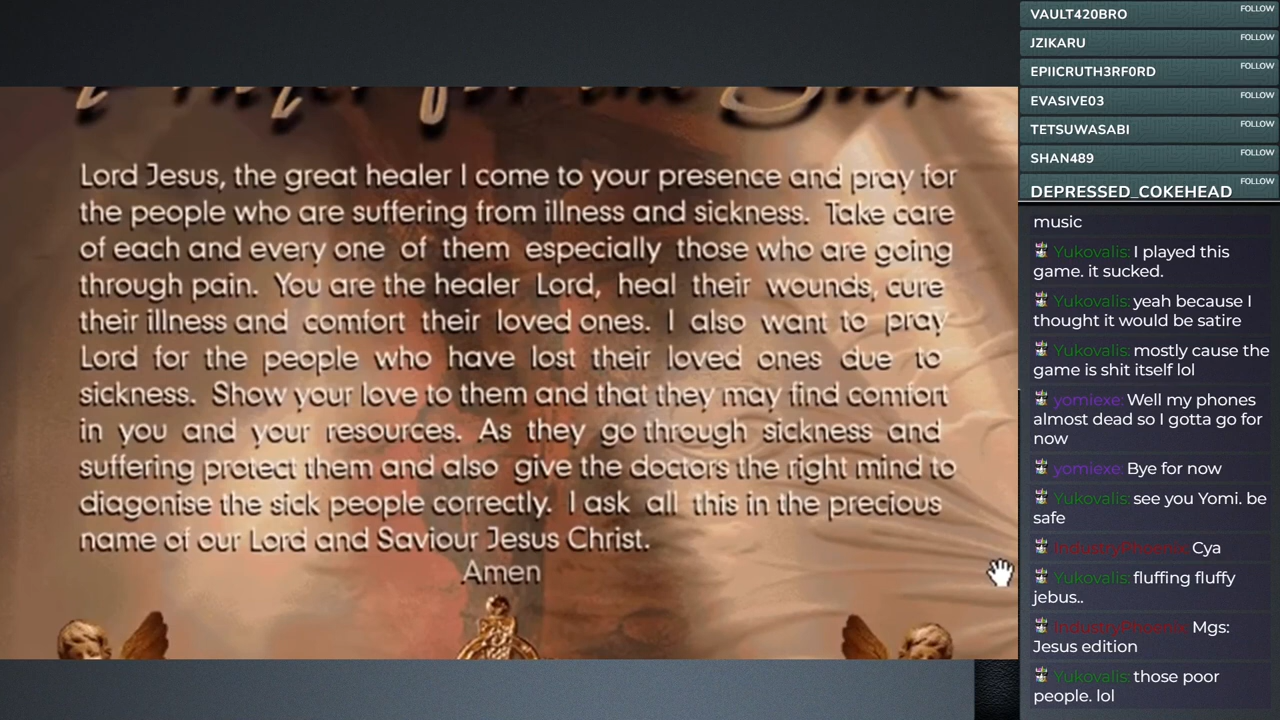 Prayer for the Sick
Lord Jesus, the great healer I come to your presence and pray for
the people who are suffering from illness and sickness. Take care
of each and every one of them especially those who are going
through pain. You are the healer Lord, heal their wounds, cure
their illness and comfort their loved ones. I also want to pray
Lord for the people who have lost their loved ones due to
sickness. Show your love to them and that they may find comfort
in you and your resources. As they go through sickness and
suffering protect them and also give the doctors the right mind to
diagonise the sick people correctly. I ask all this in the precious
name of our Lord and Saviour Jesus Christ.
Amen
VAULT420BRO FOLLOW
JZIKARU FOLLOW
EPIICRUTH3RF0RD FOLLOW
EVASIVE03 FOLLOW
TETSUWASABI FOLLOW
SHAN489 FOLLOW
DEPRESSED_COKEHEAD FOLLOW
music
Yukovalis: I played this
game. it sucked.
Yukovalis: yeah because I
thought it would be satire
Yukovalis: mostly cause the
game is shit itself lol
yomiexe: Well my phones
almost dead so I gotta go for
now
yomiexe: Bye for now
Yukovalis: see you Yomi. be
safe
IndustryPhoenix: Cya
Yukovalis: fluffing fluffy
jebus..
IndustryPhoenix: Mgs:
Jesus edition
Yukovalis: those poor
people. lol